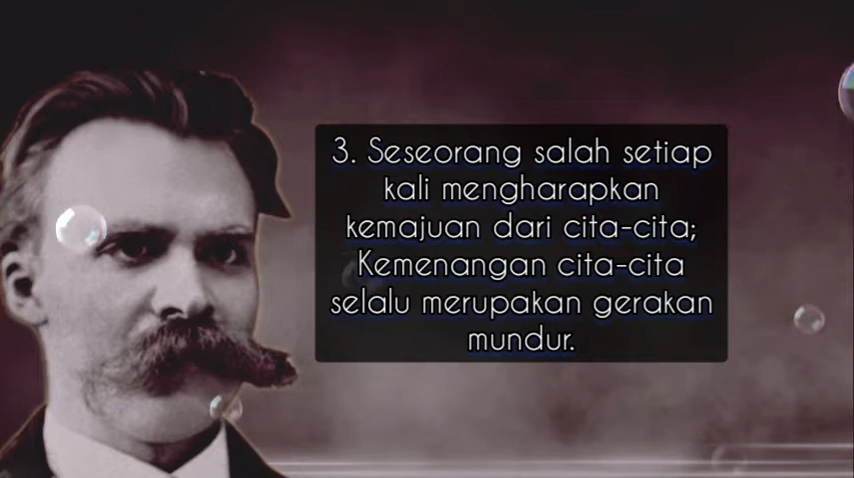 3. Seseorang salah setiap
kali mengharapkan
kemajuan dari cita-cita;
Kemenangan cita-cita
selalu merupakan gerakan
mundur.